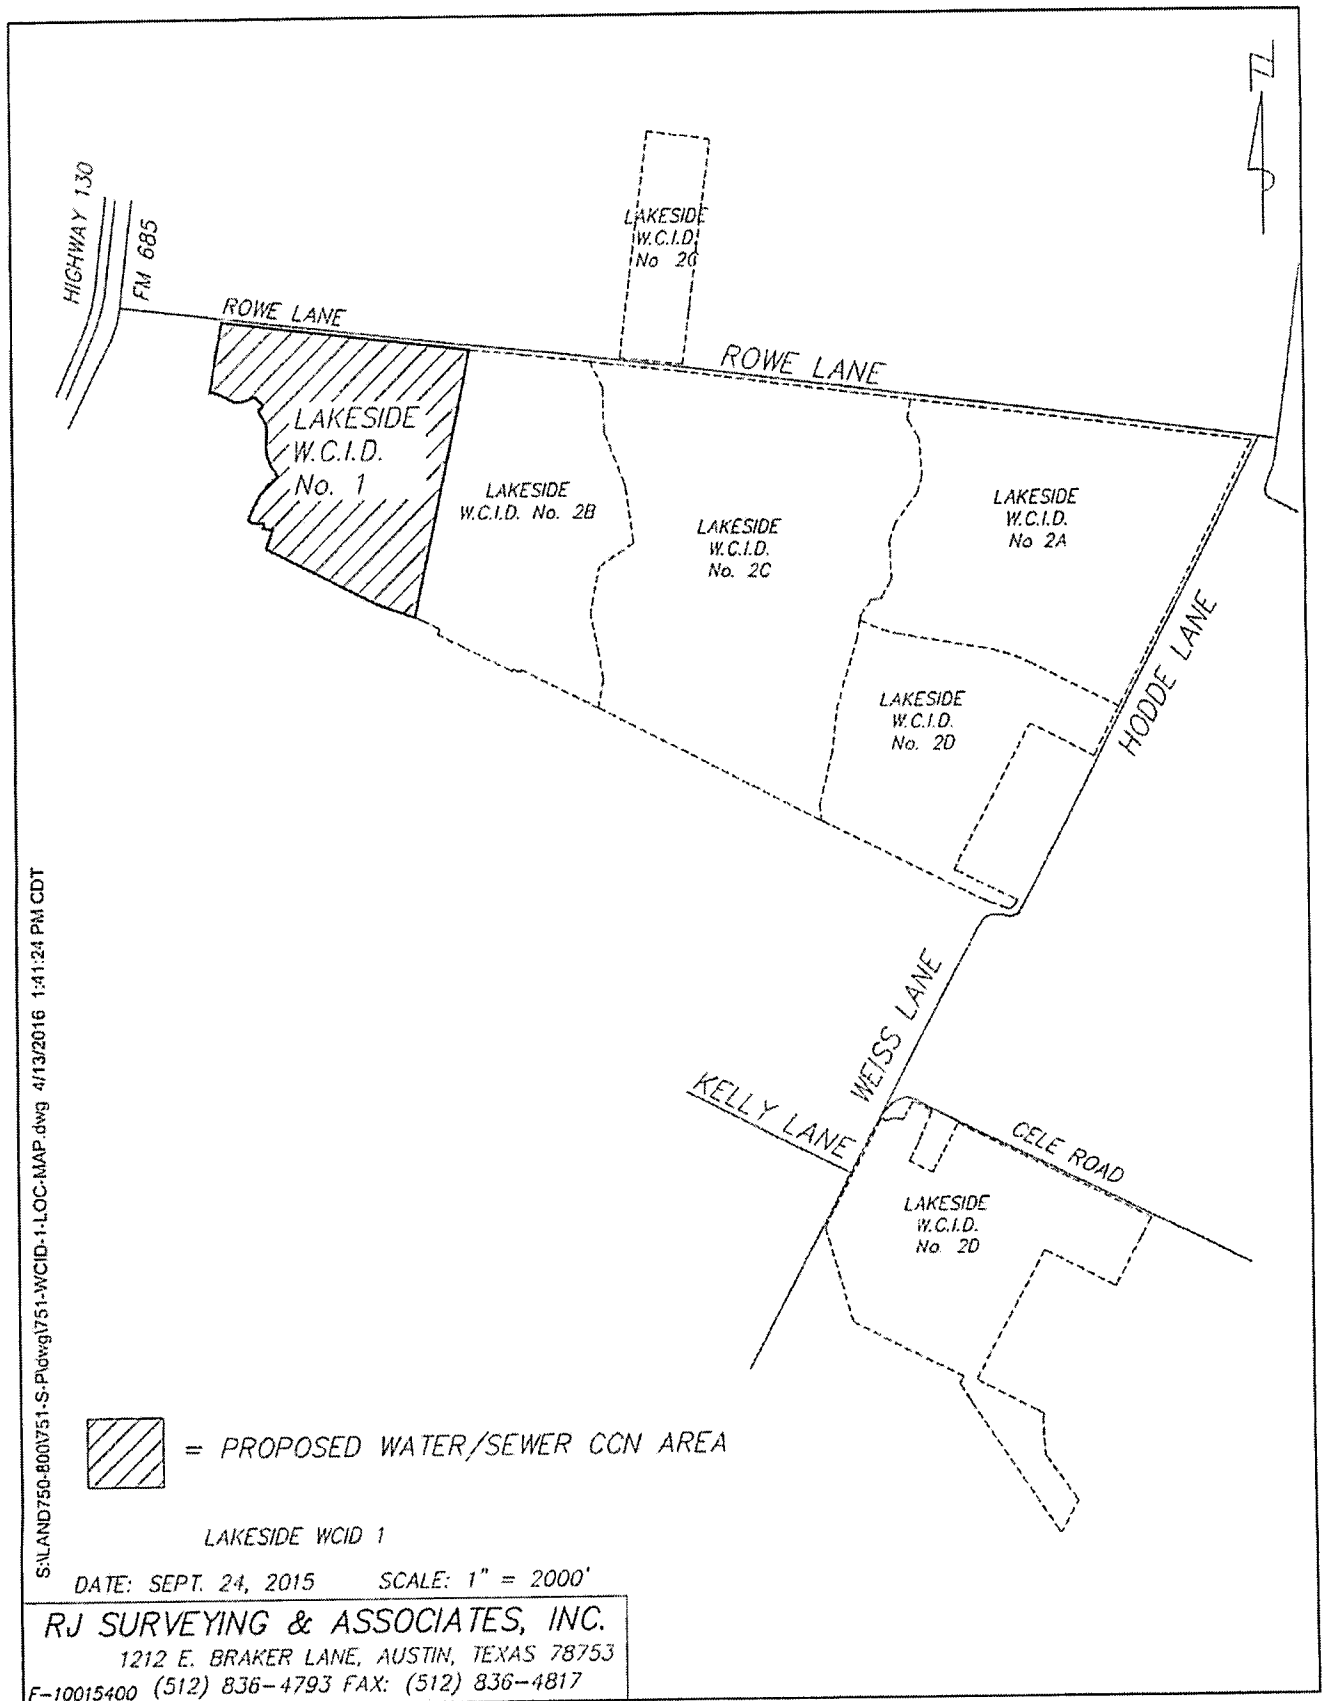 HIGHWAY 130
FM 685
LAKESIDE
W.C.I.D.
No 2C
ROWE LANE
ROWE LANE
LAKESIDE
W.C.I.D.
No. 1
LAKESIDE
W.C.I.D. No. 2B
LAKESIDE
W.C.I.D.
No. 2C
LAKESIDE
W.C.I.D.
No 2A
LAKESIDE
W.C.I.D.
No. 2D
HODDE LANE
WEISS LANE
KELLY LANE
CELE ROAD
LAKESIDE
W.C.I.D.
No. 2D
S:\LAND750-800\751-S-P\dwg\751-WCID-1-LOC-MAP.dwg 4/13/2016 1:41:24 PM CDT
= PROPOSED WATER/SEWER CCN AREA
LAKESIDE WCID 1
DATE: SEPT. 24, 2015 SCALE: 1" = 2000'
RJ SURVEYING & ASSOCIATES, INC.
1212 E. BRAKER LANE, AUSTIN, TEXAS 78753
F-10015400 (512) 836-4793 FAX: (512) 836-4817